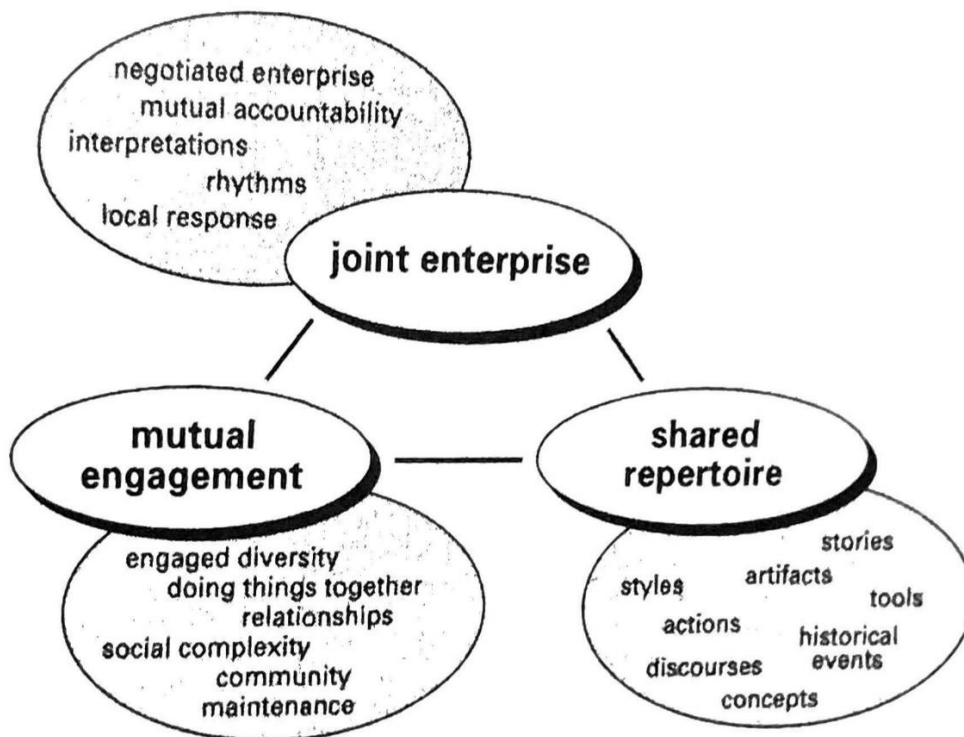 negotiated enterprise
mutual accountability
interpretations
rhythms
local response
joint enterprise
mutual
engagement
engaged diversity
doing things together
relationships
social complexity
community
maintenance
shared
repertoire
stories
styles
artifacts
tools
actions
historical
events
discourses
concepts